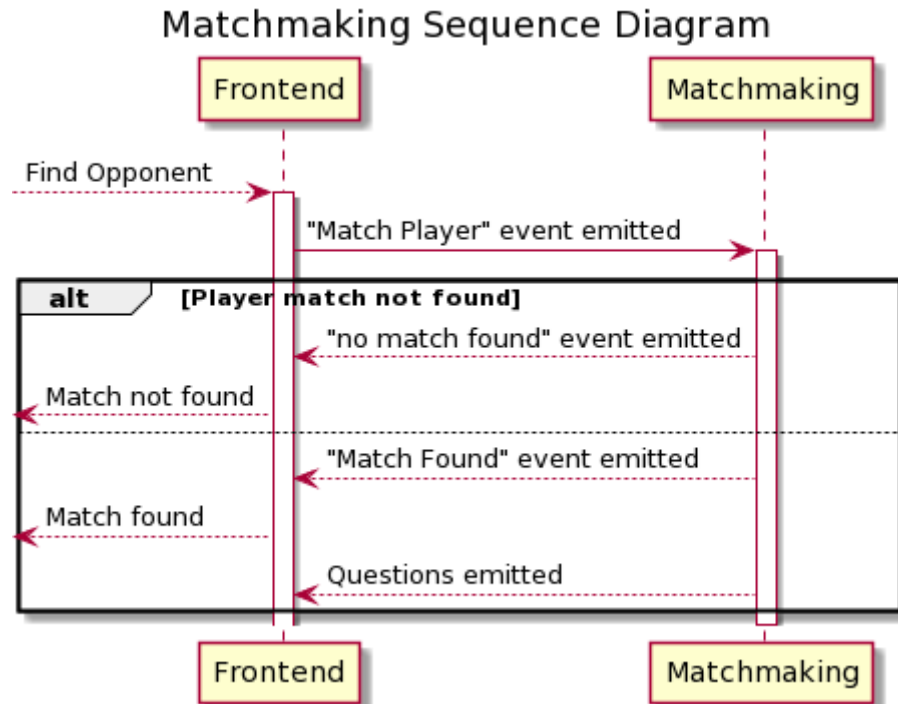 Matchmaking Sequence Diagram
Frontend
Matchmaking
Find Opponent
"Match Player" event emitted
alt
[Player match not found]
"no match found" event emitted
Match not found
"Match Found" event emitted
Match found
Questions emitted
Frontend
Matchmaking